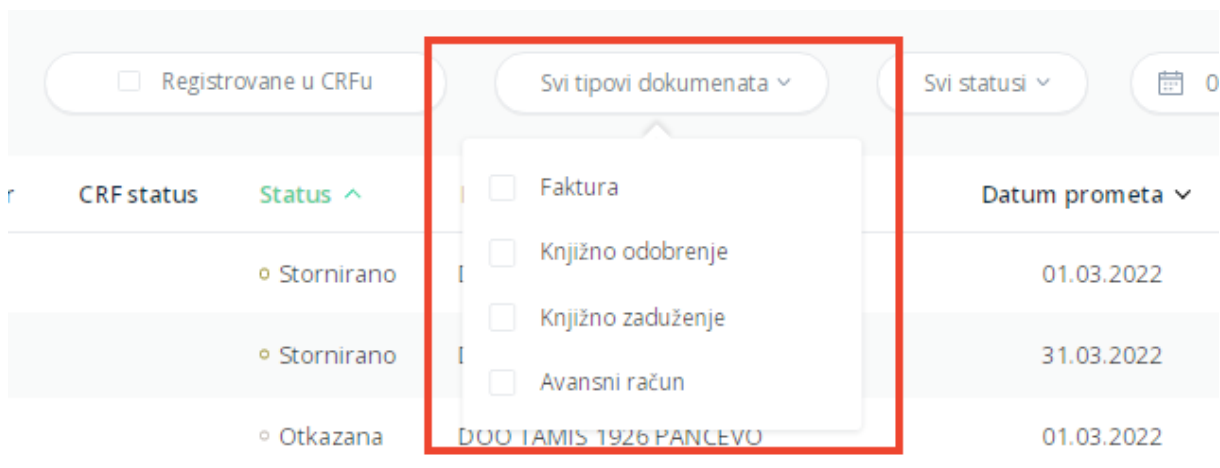 Registrovane u CRFu
Svi tipovi dokumenata
Svi statusi
0
Faktura
CRF status
Status
Datum prometa
Knjižno odobrenje
Stornirano
01.03.2022
Knjižno zaduženje
Stornirano
31.03.2022
Avansni račun
Otkazana
DOO TAMIS 1926 PANCEVO
01.03.2022